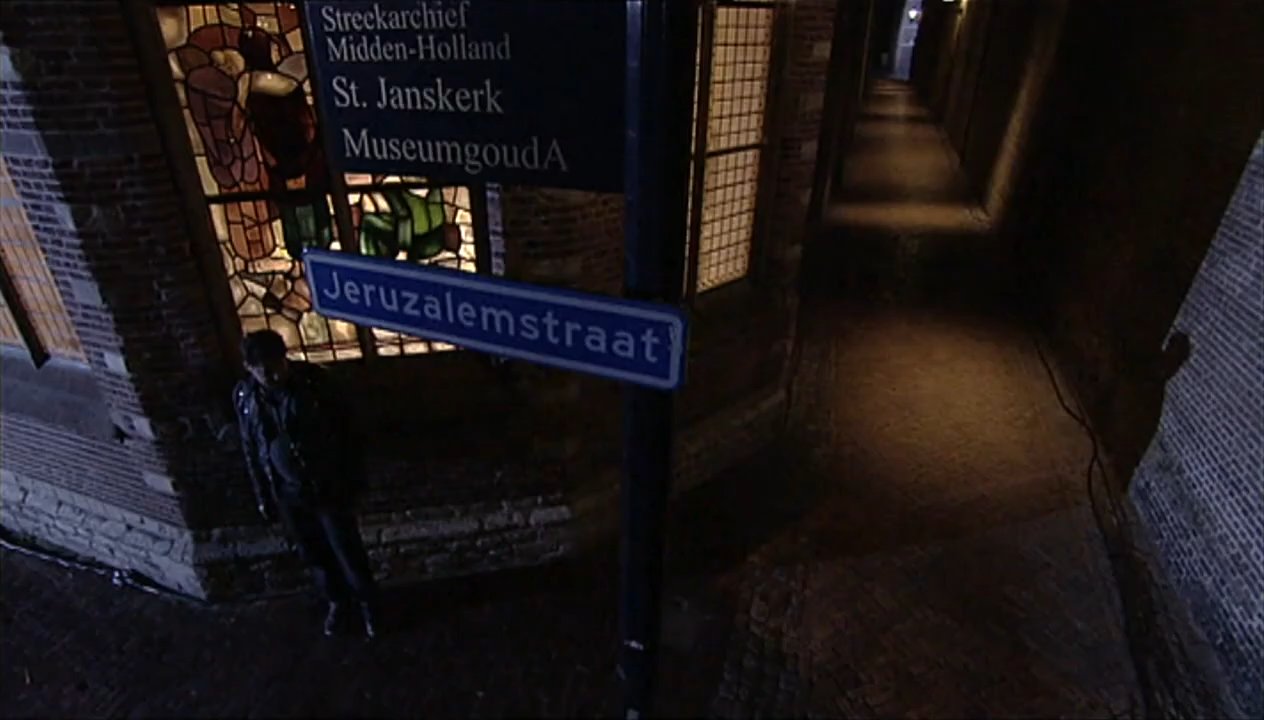 Streekarchief
Midden-Holland
St. Janskerk
MuseumgoudA
Jeruzalemstraat